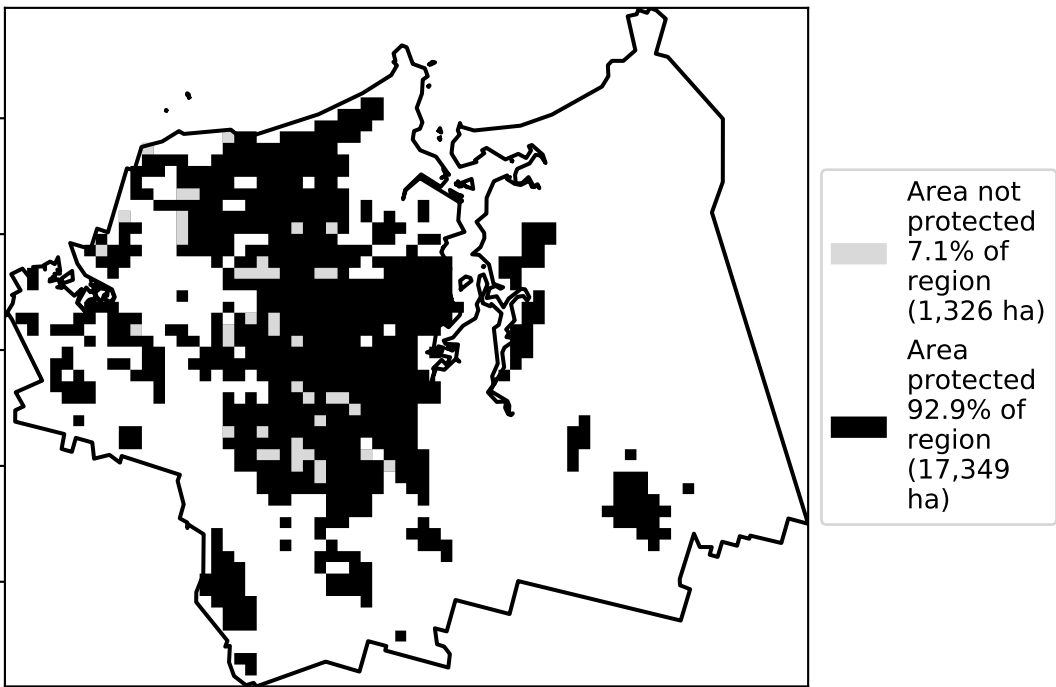 Area not
protected
7.1% of
region
(1,326 ha)
Area
protected
92.9% of
region
(17,349
ha)